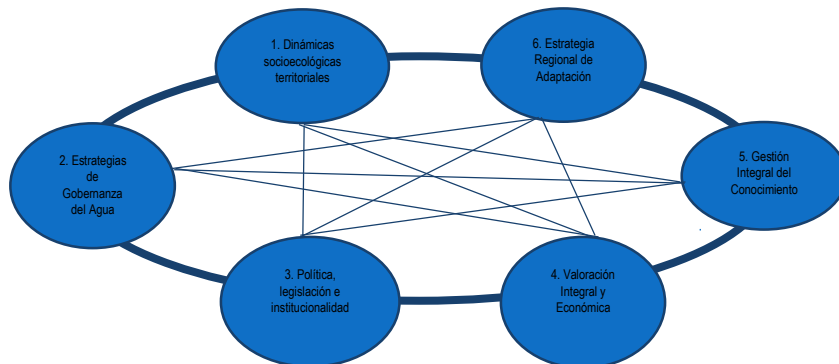 1. Dinámicas
socioecológicas
territoriales
6. Estrategia
Regional de
Adaptación
2. Estrategias
de
Gobernanza
del Agua
5. Gestión
Integral del
Conocimiento
3. Política,
legislación e
institucionalidad
4. Valoración
Integral y
Económica